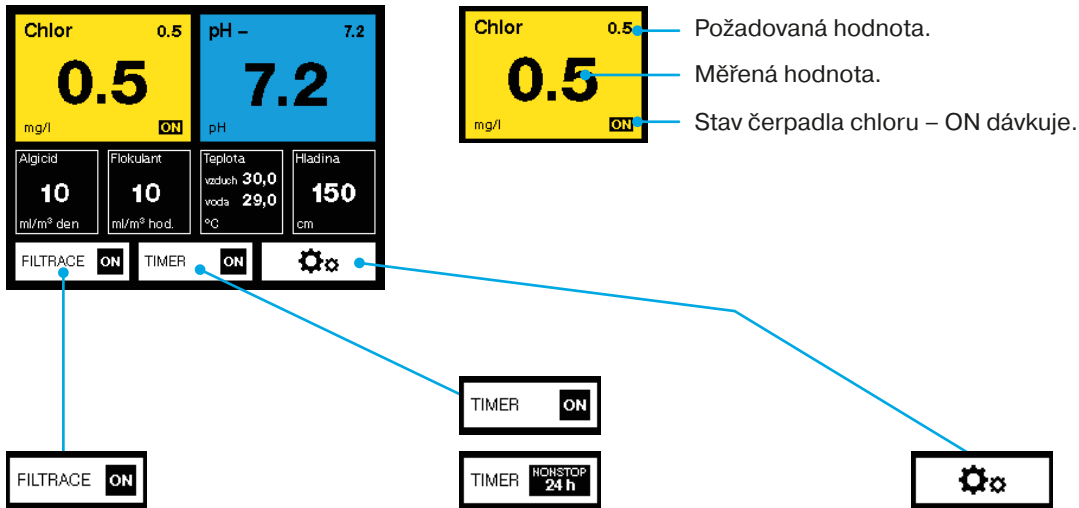 Chlor 0.5
0.5
mg/l ON
pH – 7.2
7.2
pH
Algicid
10
ml/m³ den
Flokulant
10
ml/m³ hod.
Teplota
vzduch 30,0
voda 29,0
°C
Hladina
150
cm
FILTRACE ON
TIMER ON
Chlor 0.5
0.5
mg/l ON
Požadovaná hodnota.
Měřená hodnota.
Stav čerpadla chloru – ON dávkuje.
TIMER ON
FILTRACE ON
TIMER NONSTOP
24 h